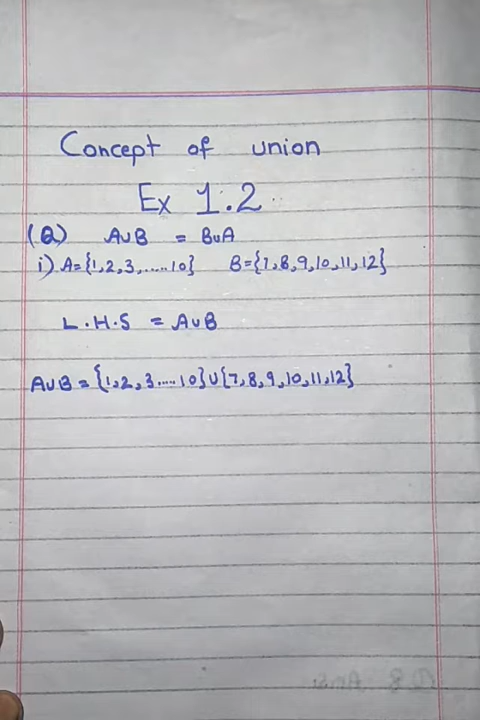 Concept of union
Ex 1.2
(Q) A∪B = B∪A
i) A={1,2,3,.....10} B={7,8,9,10,11,12}
L.H.S = A∪B
A∪B = {1,2,3.....10}∪{7,8,9,10,11,12}